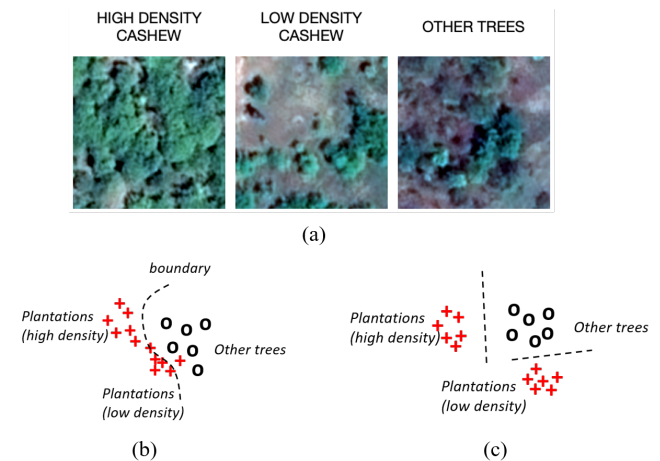 HIGH DENSITY
CASHEW
LOW DENSITY
CASHEW
OTHER TREES
(a)
boundary
Plantations
(high density)
Other trees
Plantations
(low density)
(b)
Plantations
(high density)
Other trees
Plantations
(low density)
(c)